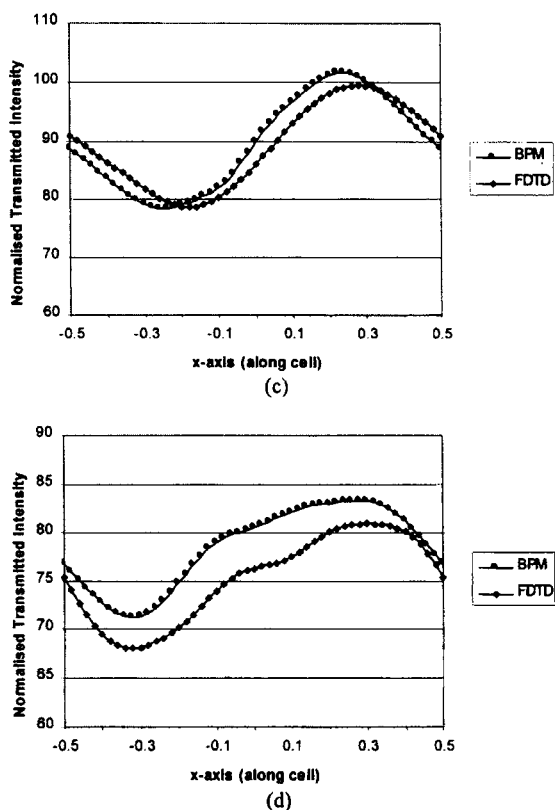 110
100
90
80
70
60
Normalised Transmitted Intensity
-0.5 -0.3 -0.1 0.1 0.3 0.5
x-axis (along cell)
BPM
FDTD
(c)
90
85
80
75
70
65
60
Normalised Transmitted Intensity
-0.5 -0.3 -0.1 0.1 0.3 0.5
x-axis (along cell)
BPM
FDTD
(d)